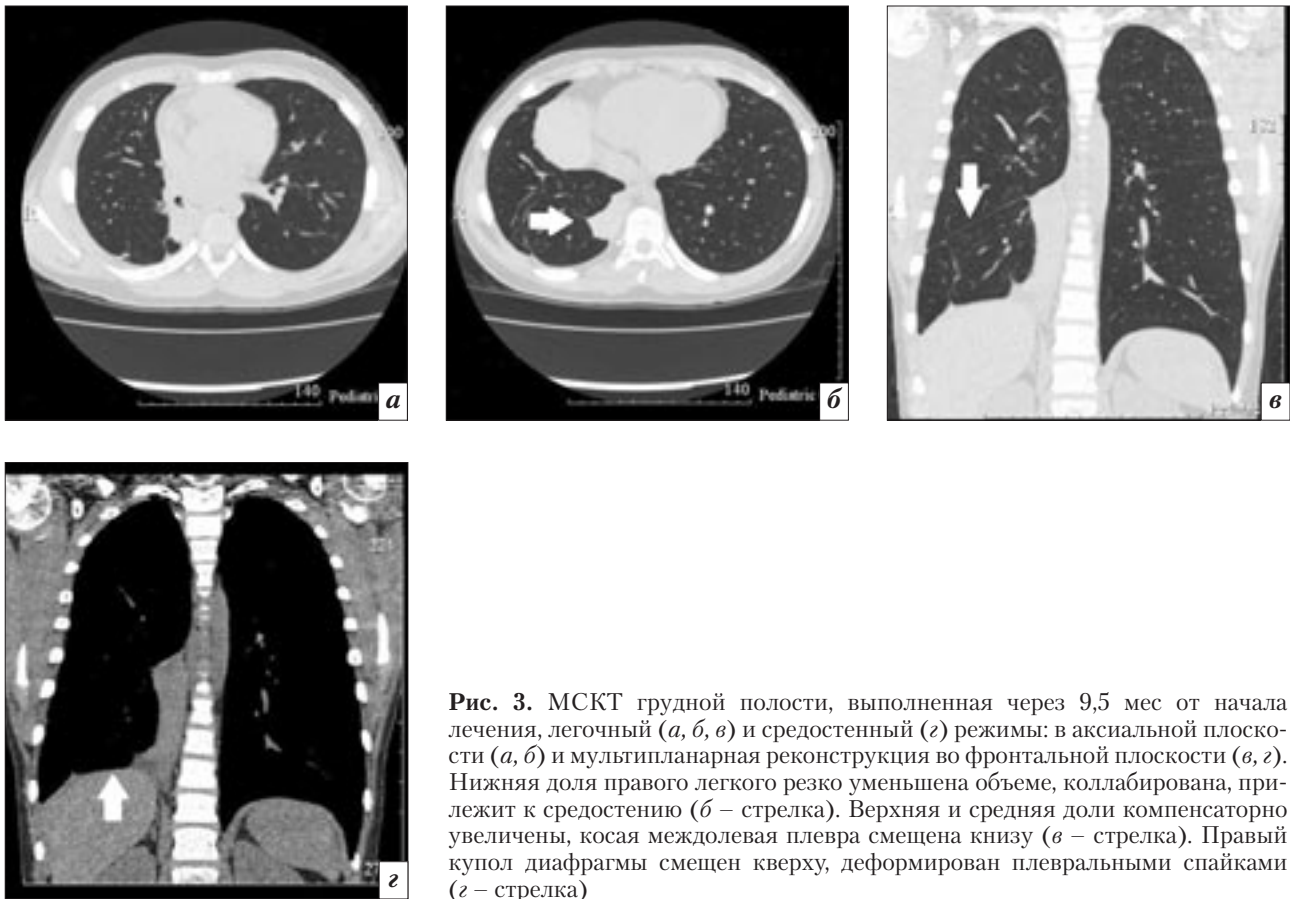 200
140 Pediatric
а
200
140 Pediatric
б
в
г
Рис. 3. МСКТ грудной полости, выполненная через 9,5 мес от начала
лечения, легочный (а, б, в) и средостенный (г) режимы: в аксиальной плоско-
сти (а, б) и мультипланарная реконструкция во фронтальной плоскости (в, г).
Нижняя доля правого легкого резко уменьшена объеме, коллабирована, при-
лежит к средостению (б – стрелка). Верхняя и средняя доли компенсаторно
увеличены, косая междолевая плевра смещена книзу (в – стрелка). Правый
купол диафрагмы смещен кверху, деформирован плевральными спайками
(г – стрелка)